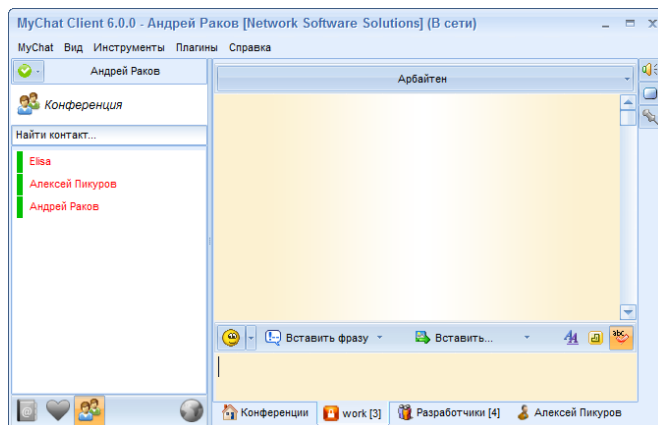 MyChat Client 6.0.0 - Андрей Раков [Network Software Solutions] (В сети)
MyChat Вид Инструменты Плагины Справка
Андрей Раков
Арбайтен
Конференция
Найти контакт...
Elisa
Алексей Пикуров
Андрей Раков
Вставить фразу Вставить... A abc
Конференции work [3] Разработчики [4] Алексей Пикуров